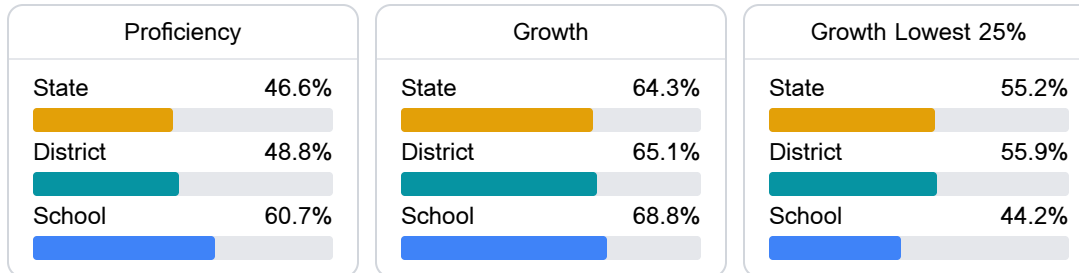 Proficiency
State 46.6%
District 48.8%
School 60.7%
Growth
State 64.3%
District 65.1%
School 68.8%
Growth Lowest 25%
State 55.2%
District 55.9%
School 44.2%